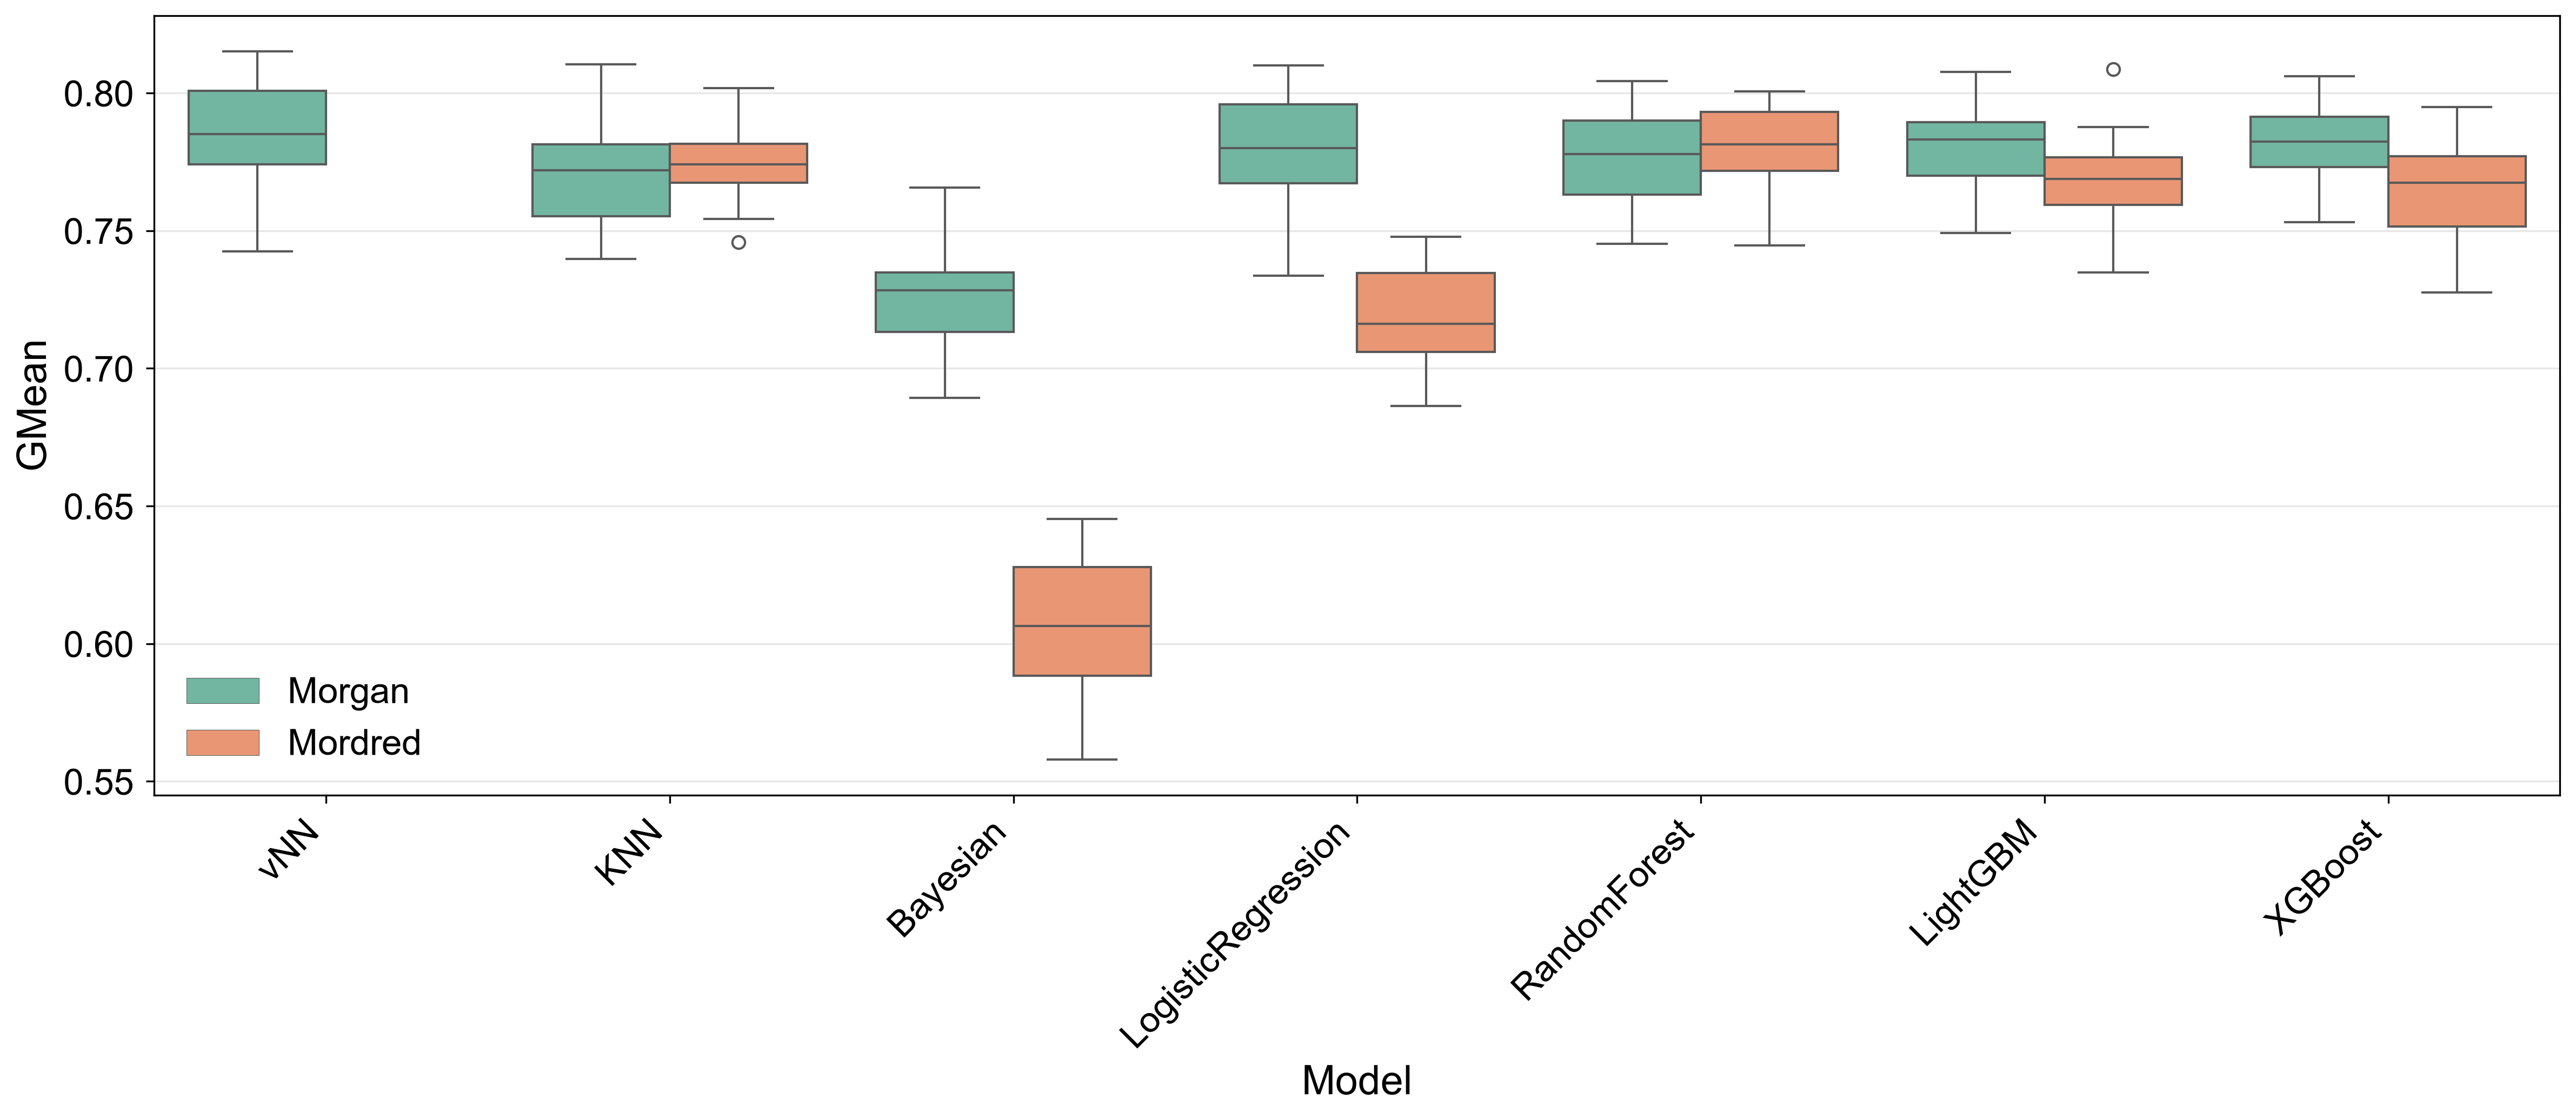 GMean
0.80
0.75
0.70
0.65
0.60
0.55
Morgan
Mordred
vNN
KNN
Bayesian
LogisticRegression
RandomForest
LightGBM
XGBoost
Model